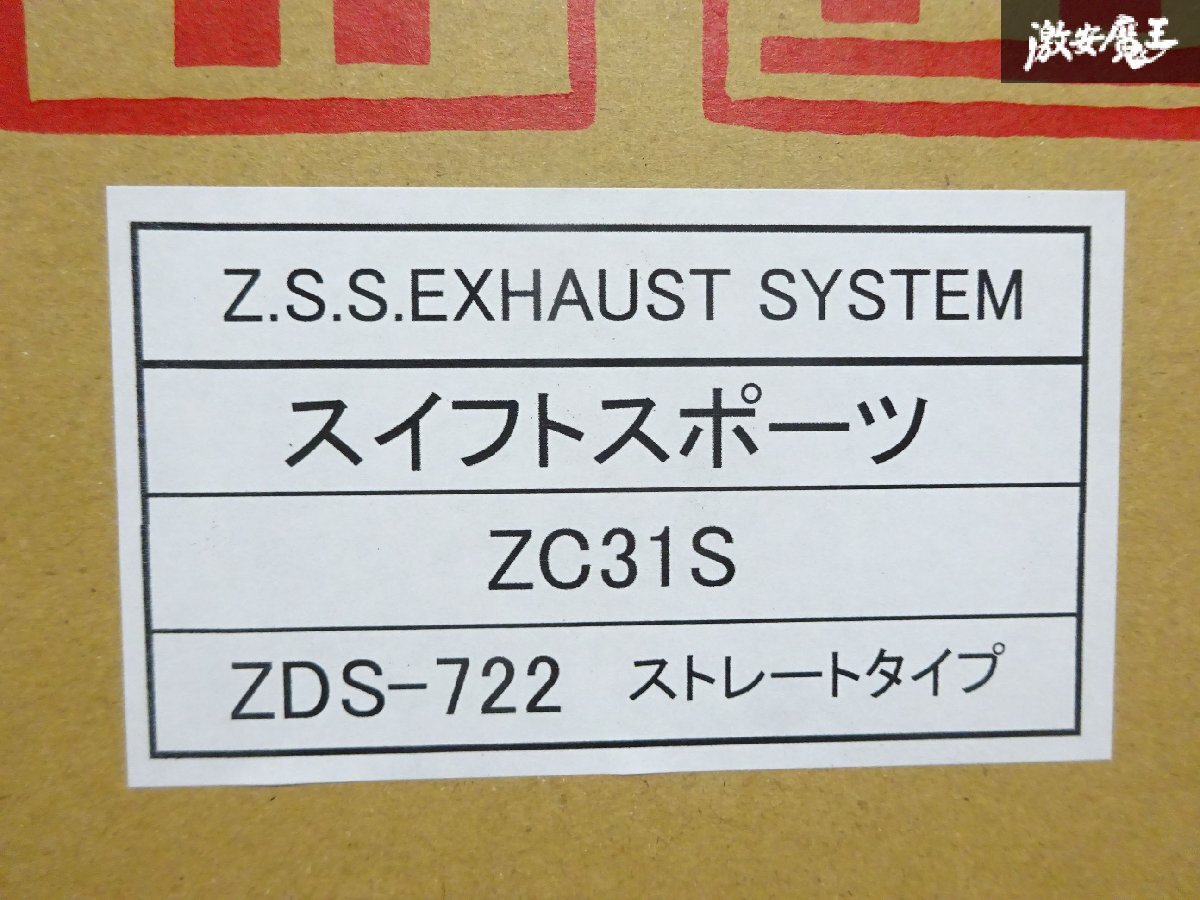 激安魔王
Z.S.S.EXHAUST SYSTEM
スイフトスポーツ
ZC31S
ZDS-722 ストレートタイプ